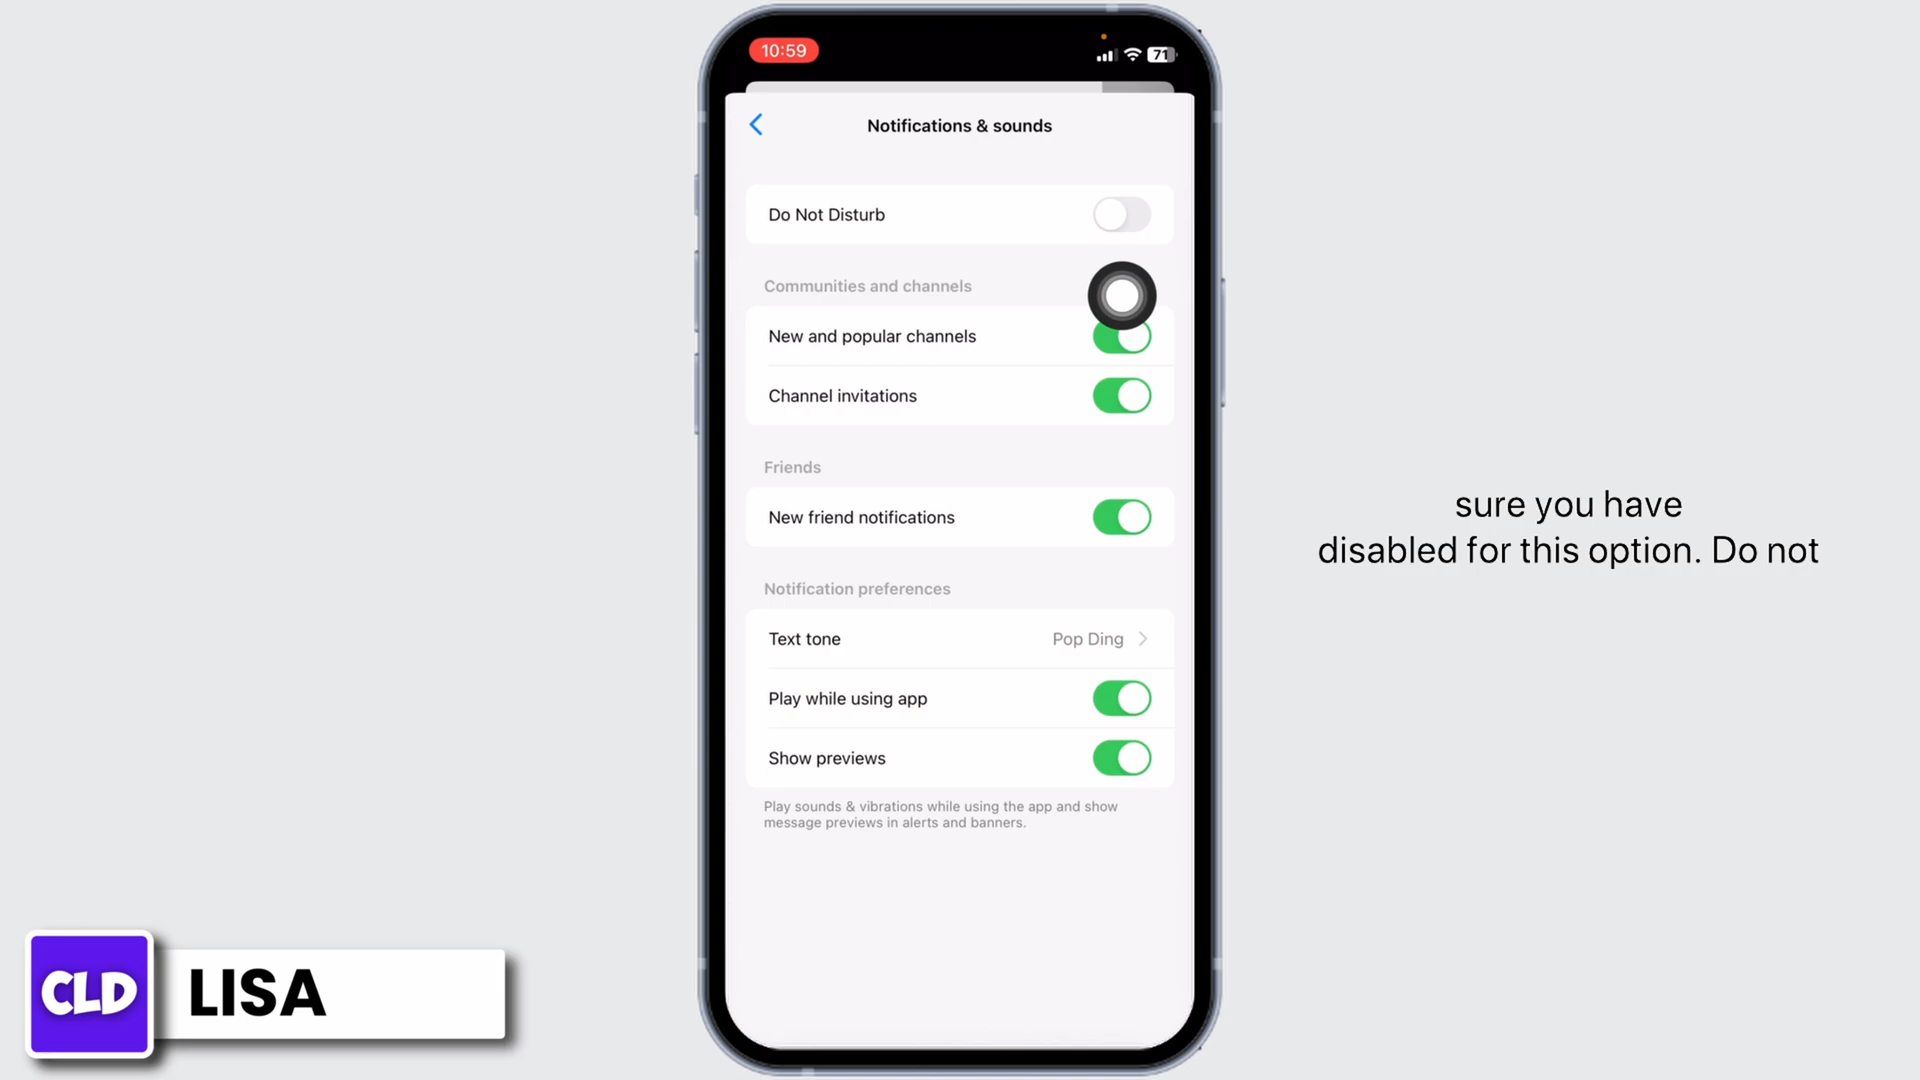 10:59
71
Notifications & sounds
Do Not Disturb
Communities and channels
New and popular channels
Channel invitations
Friends
New friend notifications
Notification preferences
Text tone
Pop Ding
Play while using app
Show previews
Play sounds & vibrations while using the app and show
message previews in alerts and banners.
sure you have
disabled for this option. Do not
CLD
LISA